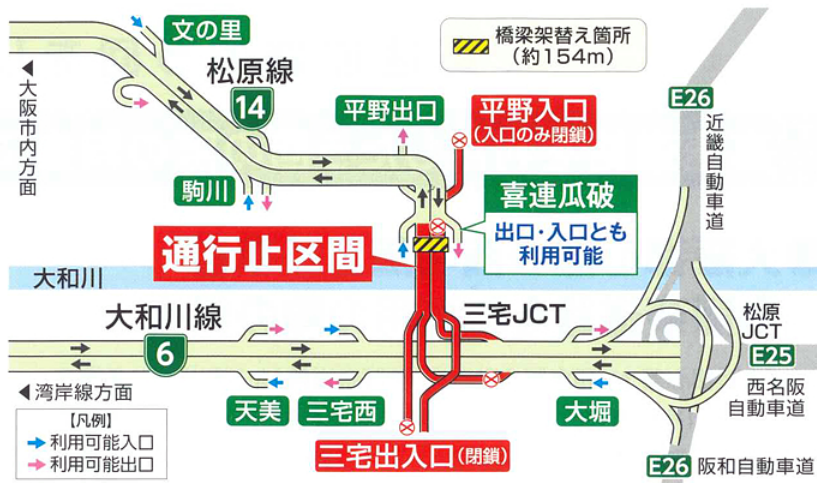 文の里
松原線
14
橋梁架替え箇所
(約154m)
大阪市内方面
平野出口
平野入口
(入口のみ閉鎖)
E26
近畿自動車道
駒川
喜連瓜破
出口・入口とも
利用可能
通行止区間
大和川
大和川線
6
三宅JCT
松原
JCT
E25
西名阪
自動車道
湾岸線方面
天美
三宅西
大堀
【凡例】
利用可能入口
利用可能出口
三宅出入口(閉鎖)
E26 阪和自動車道